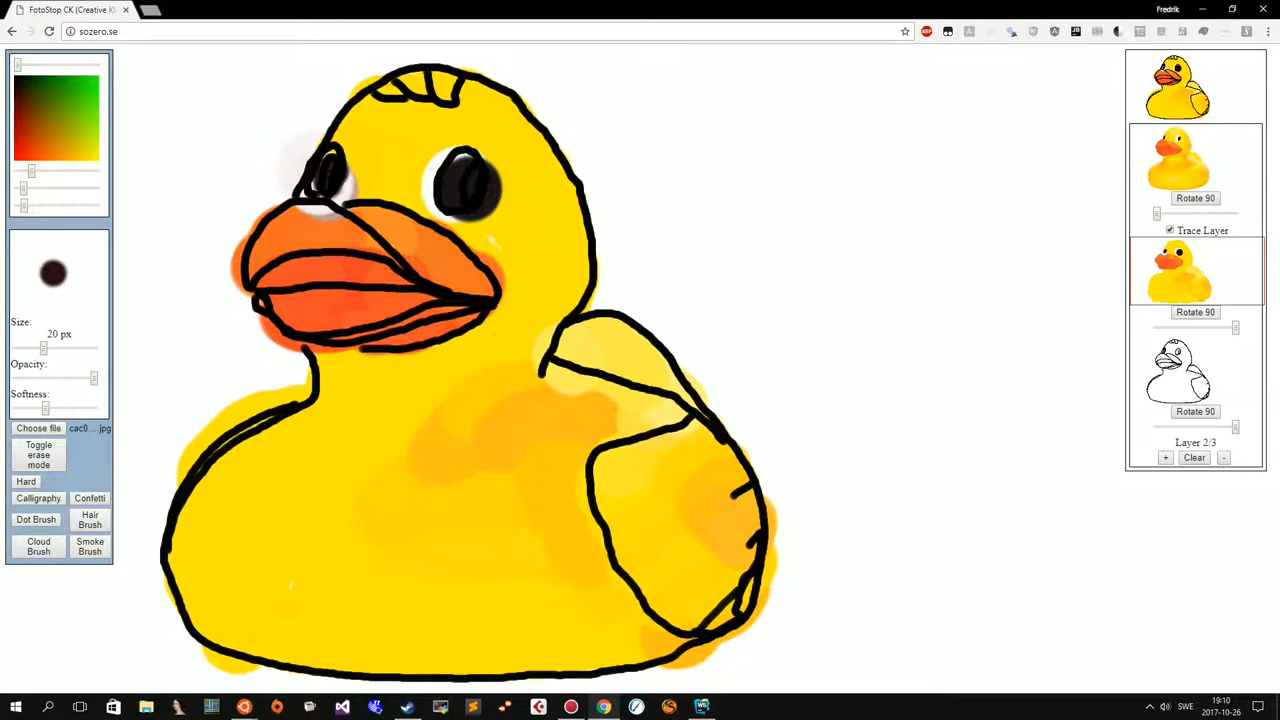 FotoStop CK (Creative Kl
Fredrik
sozero.se
ABP
Size:
20 px
Opacity:
Softness:
Choose file cac0....jpg
Toggle
erase
mode
Hard
Calligraphy Confetti
Dot Brush
Hair
Brush
Cloud
Brush
Smoke
Brush
Rotate 90
Trace Layer
Rotate 90
Rotate 90
Layer 2/3
+ Clear -
SWE
19:10
2017-10-26